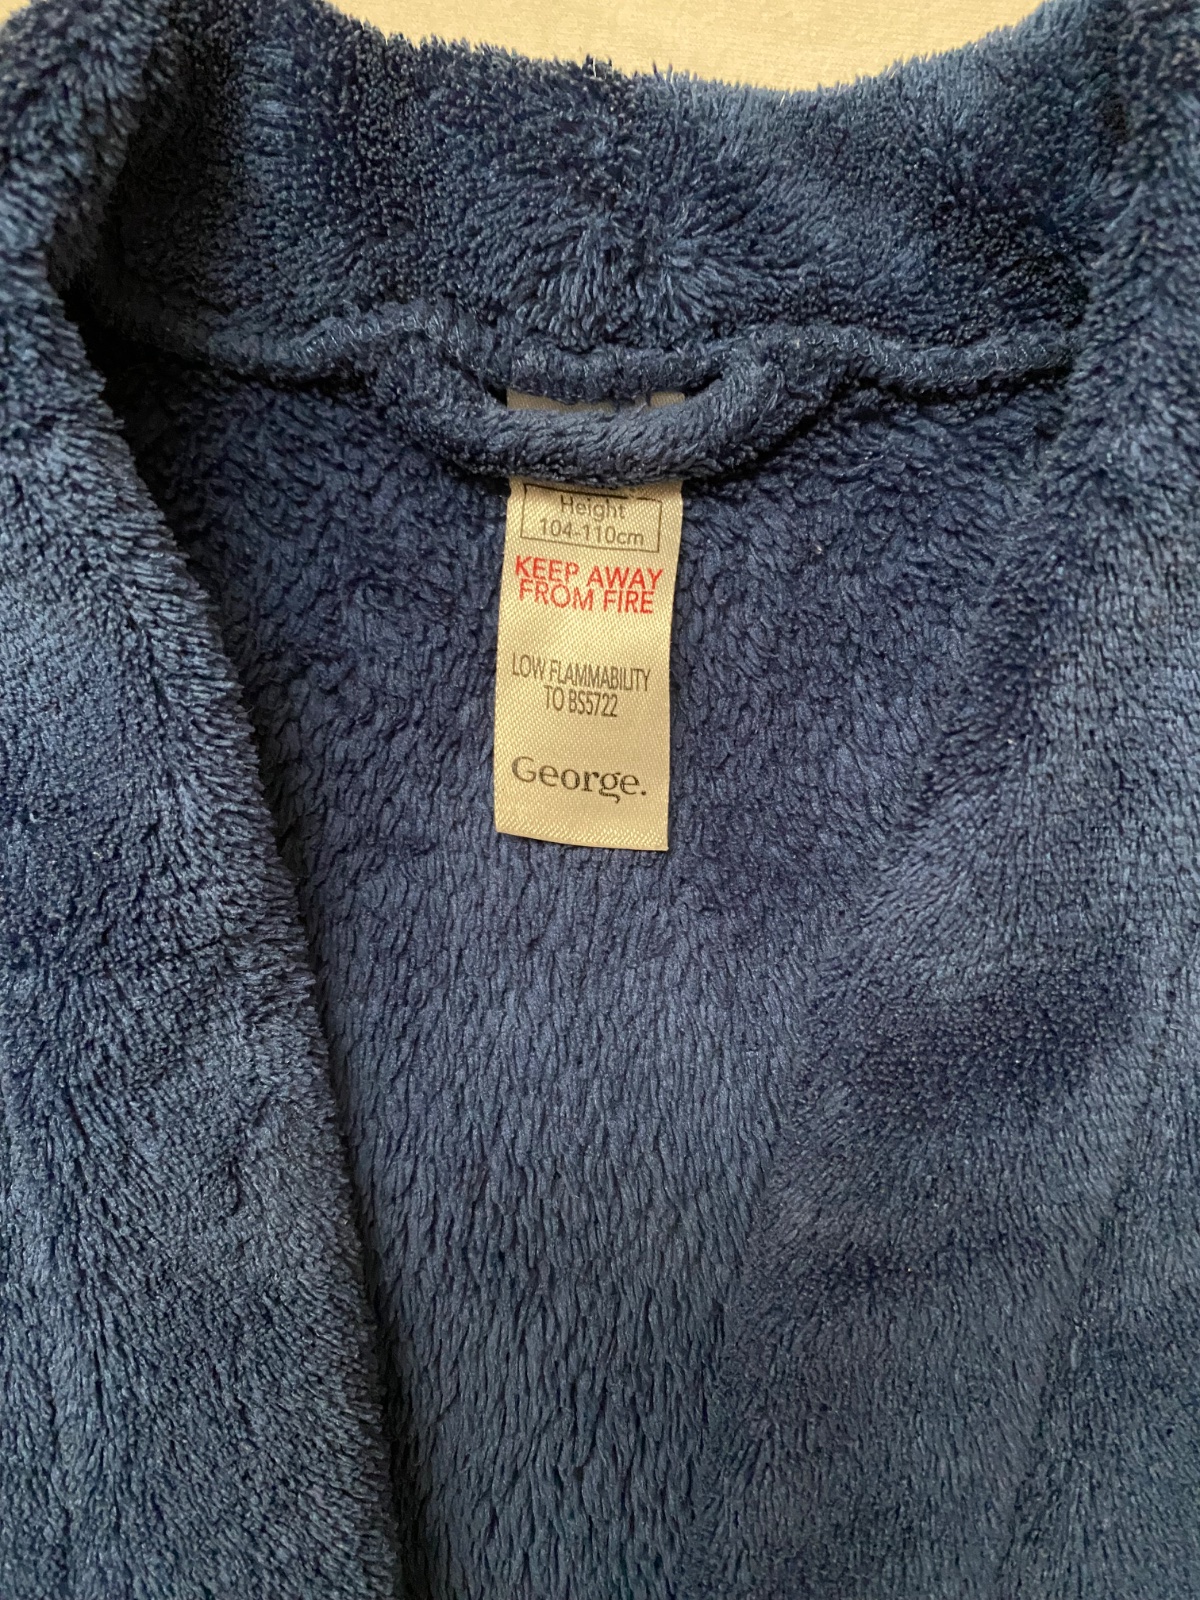 Height
104-110cm
KEEP AWAY
FROM FIRE
LOW FLAMMABILITY
TO BS5722
George.